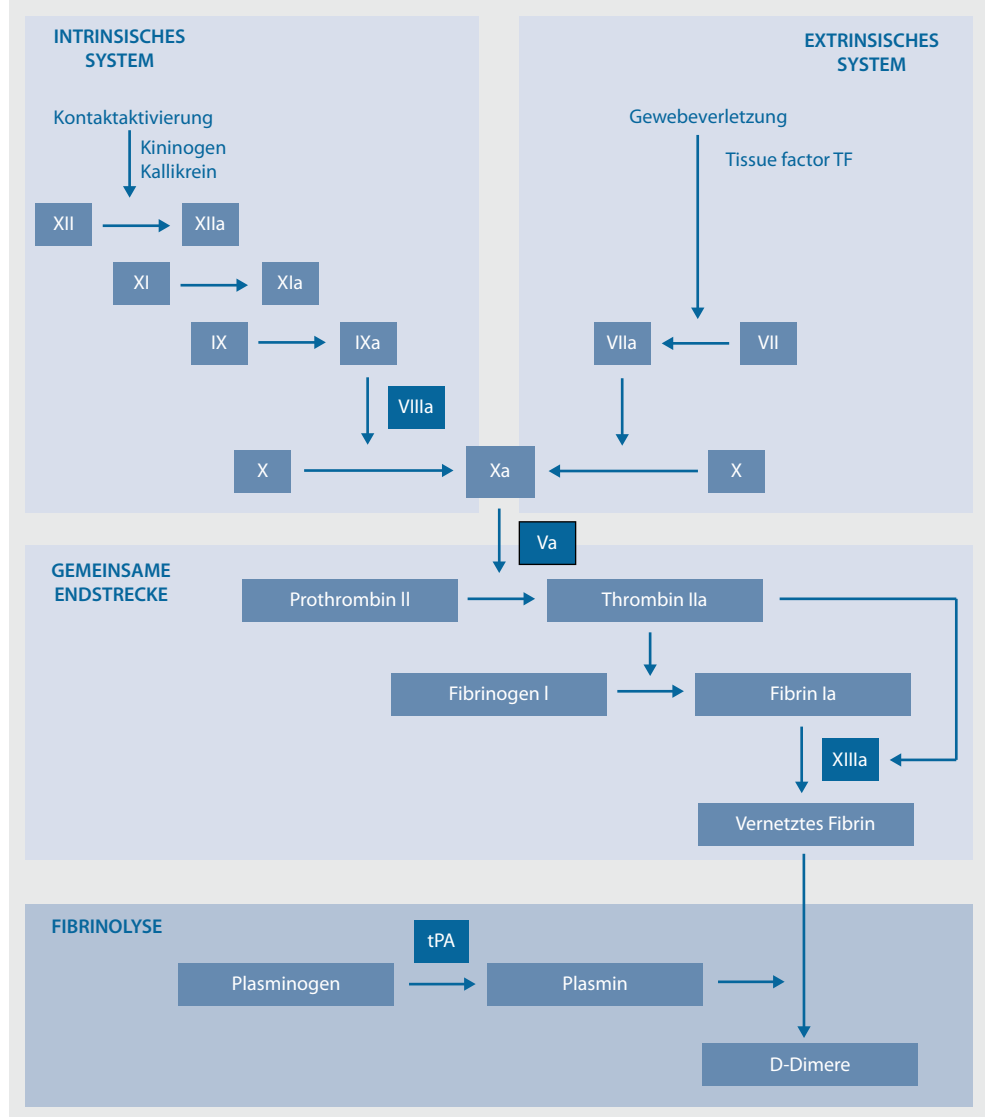 INTRINSISCHES
SYSTEM
EXTRINSISCHES
SYSTEM
Kontaktaktivierung
Kininogen
Kallikrein
Gewebeverletzung
Tissue factor TF
XII
XIIa
XI
XIa
IX
IXa
VIIa
VII
VIIIa
X
Xa
X
Va
GEMEINSAME
ENDSTRECKE
Prothrombin II
Thrombin IIa
Fibrinogen I
Fibrin Ia
XIIIa
Vernetztes Fibrin
FIBRINOLYSE
tPA
Plasminogen
Plasmin
D-Dimere